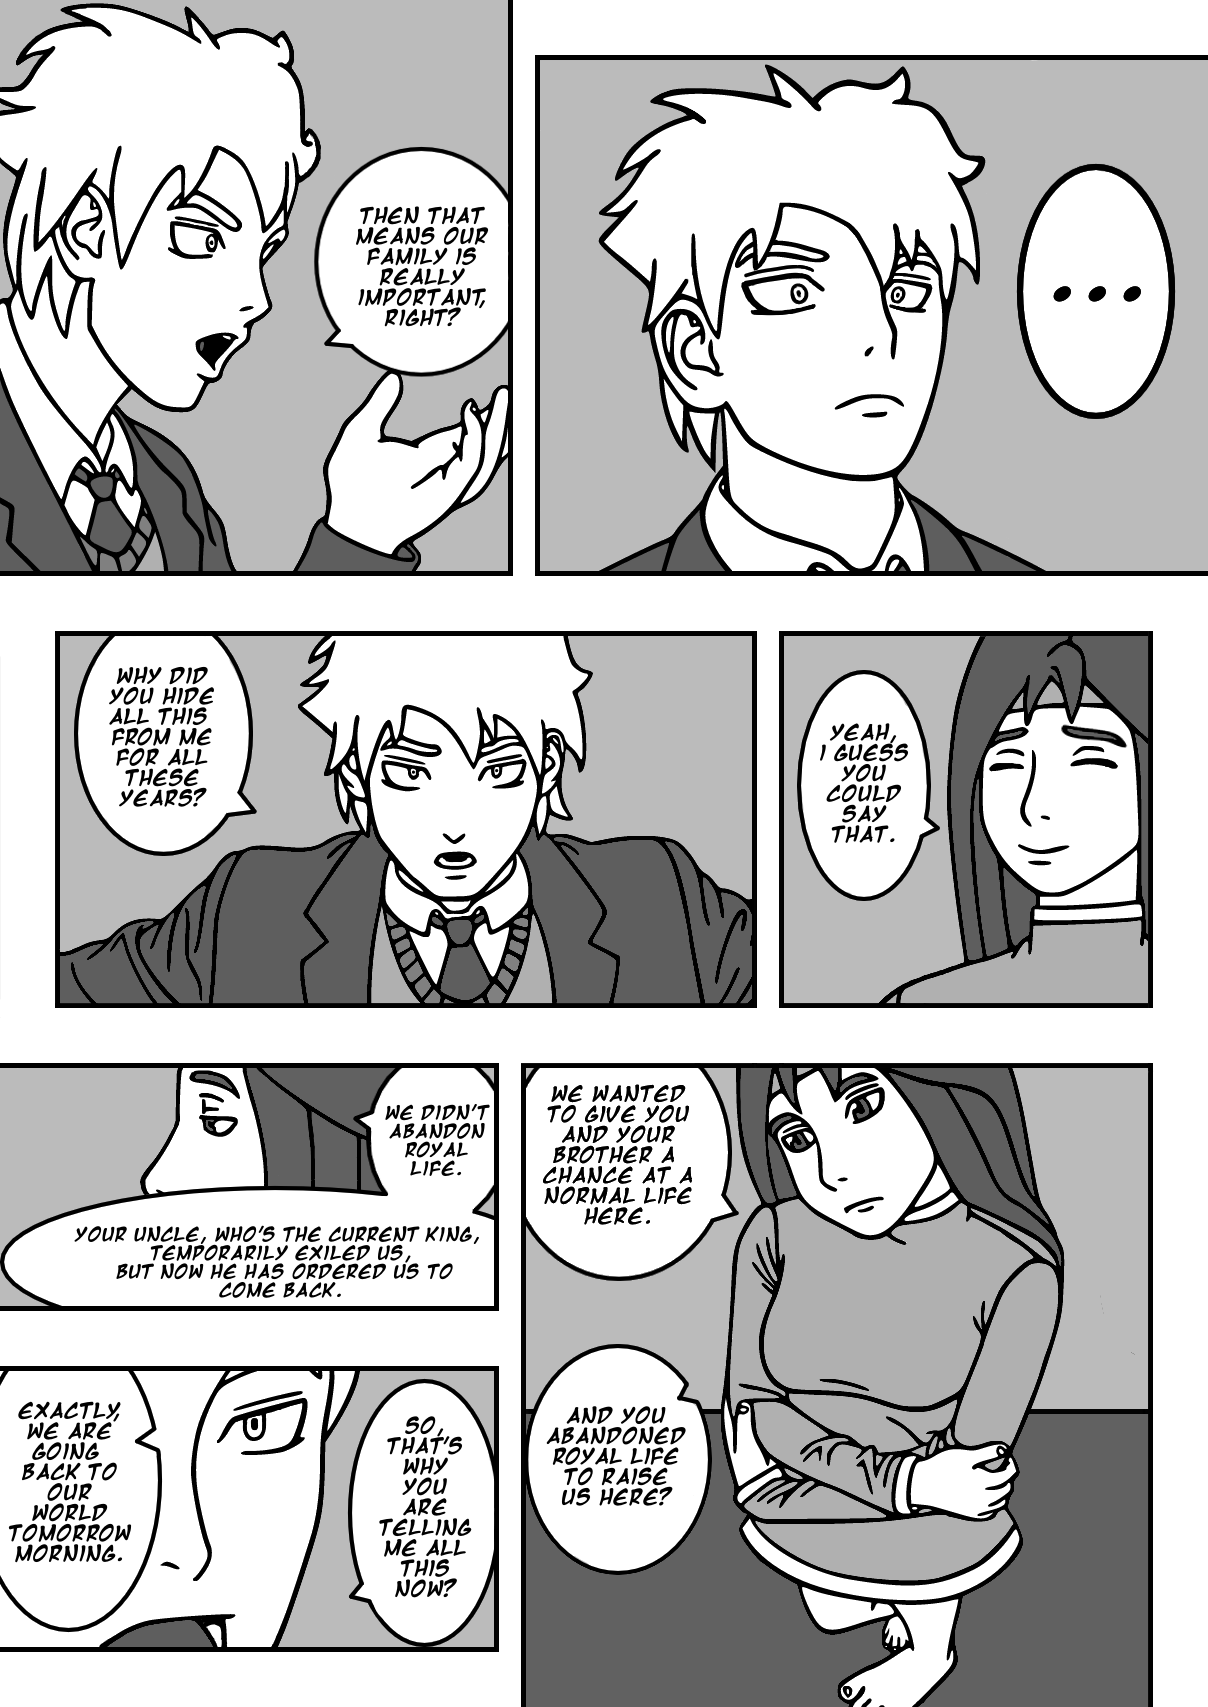 ...
THEN THAT
MEANS OUR
FAMILY IS
REALLY
IMPORTANT,
RIGHT?
YEAH,
I GUESS
YOU
COULD
SAY
THAT.
WHY DID
YOU HIDE
ALL THIS
FROM ME
FOR ALL
THESE
YEARS?
WE WANTED
TO GIVE YOU
AND YOUR
BROTHER A
CHANCE AT A
NORMAL LIFE
HERE.
AND YOU
ABANDONED
ROYAL LIFE
TO RAISE
US HERE?
WE DIDN'T
ABANDON
ROYAL
LIFE.
YOUR UNCLE, WHO'S THE CURRENT KING,
TEMPORARILY EXILED US,
BUT NOW HE HAS ORDERED US TO
COME BACK.
SO,
THAT'S
WHY
YOU
ARE
TELLING
ME ALL
THIS
NOW?
EXACTLY,
WE ARE
GOING
BACK TO
OUR
WORLD
TOMORROW
MORNING.